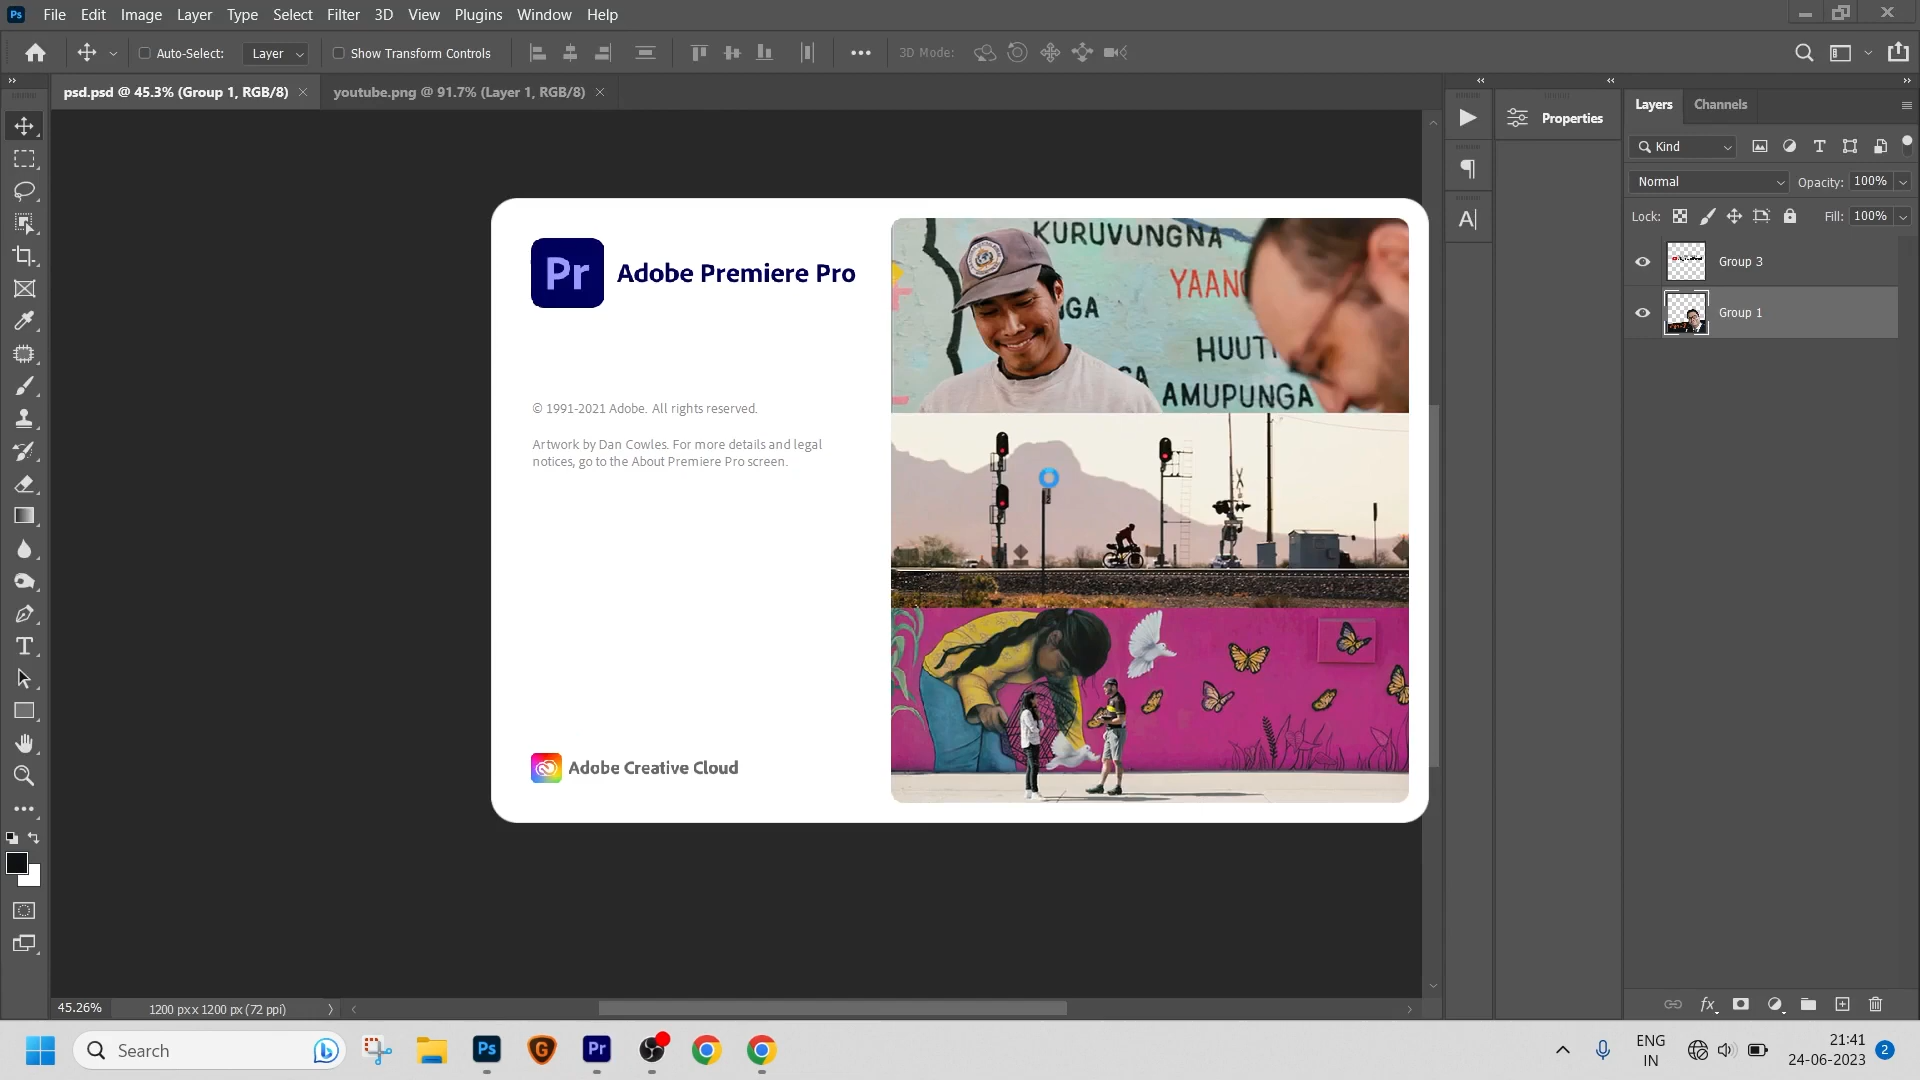 Ps File Edit Image Layer Type Select Filter 3D View Plugins Window Help
Auto-Select: Layer Show Transform Controls 3D Mode:
psd.psd @ 45.3% (Group 1, RGB/8) × youtube.png @ 91.7% (Layer 1, RGB/8) ×
Properties
Layers Channels
Kind
Normal Opacity: 100%
Lock: Fill: 100%
Group 3
Group 1
Pr Adobe Premiere Pro
© 1991-2021 Adobe. All rights reserved.
Artwork by Dan Cowles. For more details and legal
notices, go to the About Premiere Pro screen.
Adobe Creative Cloud
KURUVUNGNA
YAAN
GA
HUUT
GA AMUPUNGA
45.26% 1200 px x 1200 px (72 ppi)
Search
Ps
Pr
ENG
IN
21:41
24-06-2023
2